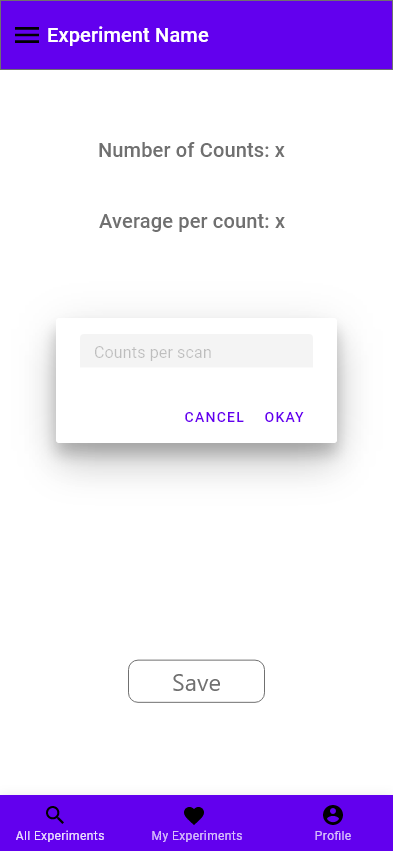 Experiment Name
Number of Counts: x
Average per count: x
Counts per scan
CANCEL OKAY
Save
All Experiments My Experiments Profile